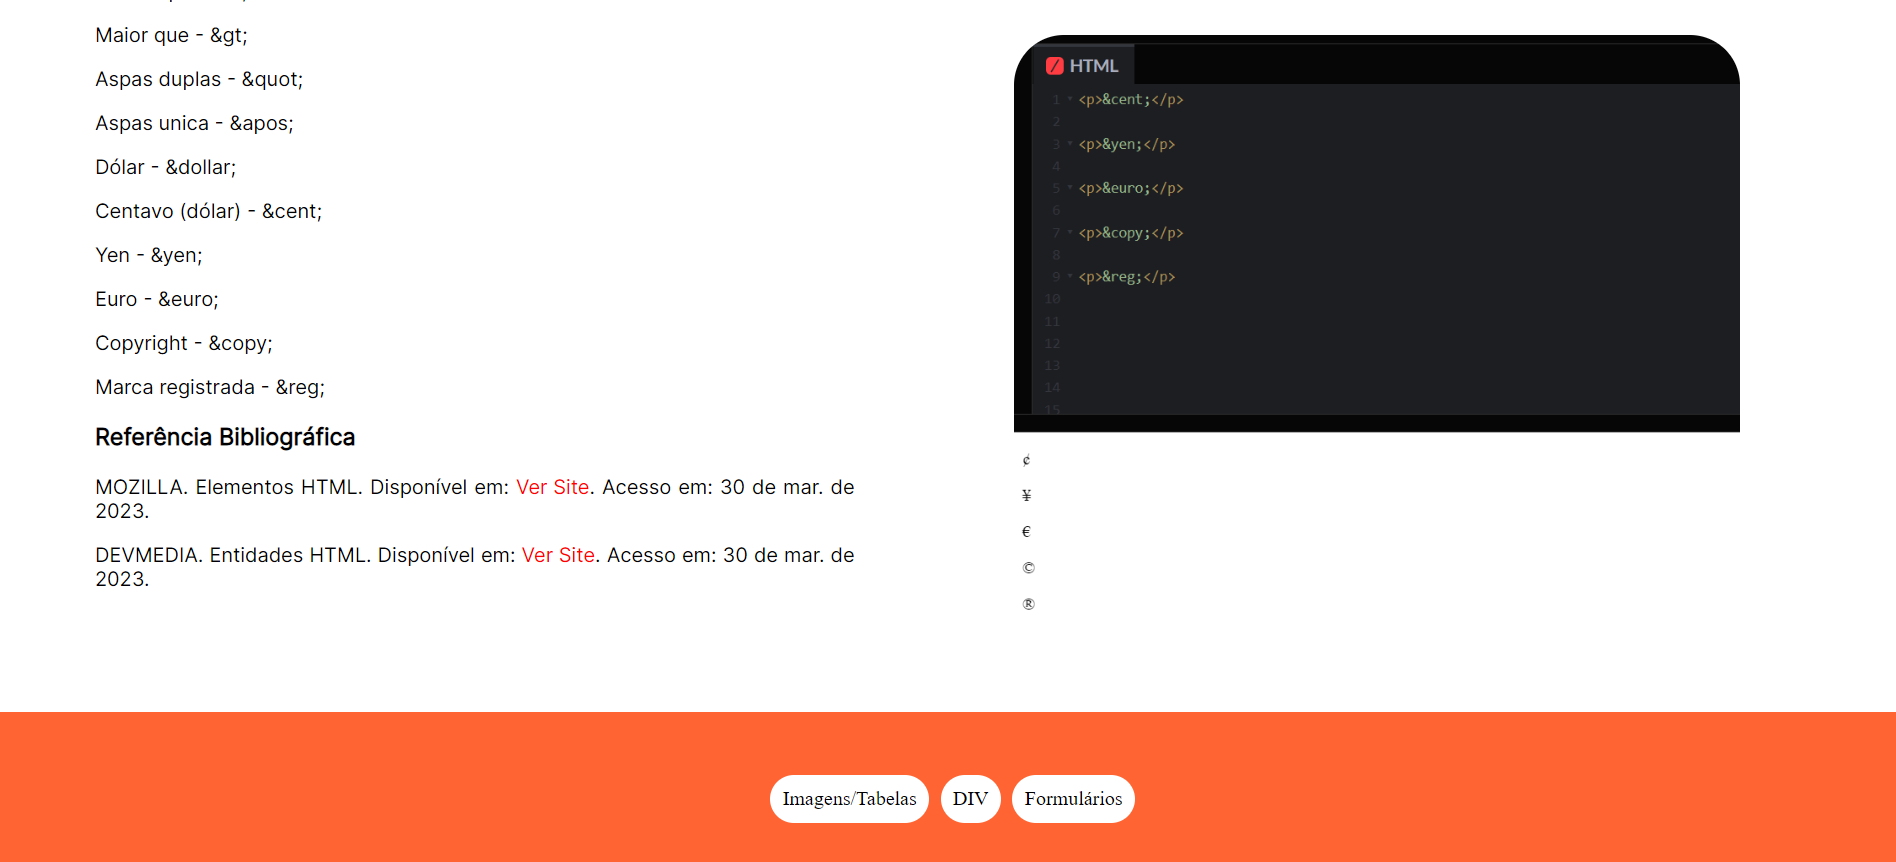 Maior que - &gt;
Aspas duplas - &quot;
Aspas unica - &apos;
Dólar - &dollar;
Centavo (dólar) - &cent;
Yen - &yen;
Euro - &euro;
Copyright - &copy;
Marca registrada - &reg;
Referência Bibliográfica
MOZILLA. Elementos HTML. Disponível em: Ver Site. Acesso em: 30 de mar. de
2023.
DEVMEDIA. Entidades HTML. Disponível em: Ver Site. Acesso em: 30 de mar. de
2023.
HTML
1 <p>&cent;</p>
2
3 <p>&yen;</p>
4
5 <p>&euro;</p>
6
7 <p>&copy;</p>
8
9 <p>&reg;</p>
10
11
12
13
14
15
¢
¥
€
©
®
Imagens/Tabelas
DIV
Formulários